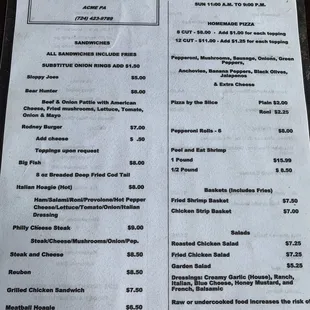 ACME PA
(724) 423-9780
SANDWICHES
ALL SANDWICHES INCLUDE FRIES
SUBSTITUE ONION RINGS ADD $1.50
Sloppy Joes $5.00
Bear Hunter $8.00
Beef & Onion Pattie with American
Cheese, Fried mushrooms, Lettuce, Tomato,
Onion & Mayo
Rodney Burger $7.00
Add cheese $ .50
Toppings upon request
Big Fish $8.00
8 oz Breaded Deep Fried Cod Tail
Italian Hoagie (Hot) $8.00
Ham/Salami/Rani/Provolone/Hot Pepper
Cheese/Lettuce/Tomato/Onion/Italian
Dressing
Philly Cheese Steak $9.00
Steak/Cheese/Mushrooms/Onion/Pep.
Steak and Cheese $8.50
Reuben $8.50
Grilled Chicken Sandwich $7.50
Meatball Hoagie $6.50
SUN 11:00 AM TO 9:00 P.M.
HOMEMADE PIZZA
6 CUT - $8.00 - Add $1.00 for each topping
12 CUT - $11.00 - Add $1.25 for each topping
Pepperoni, Mushrooms, Sausage, Onions, Green
Peppers,
Anchovies, Banana Peppers, Black Olives,
Jalapenos
& Extra Cheese
Pizza by the Slice Plain $2.00
Roni $2.25
Pepperoni Rolls - 6 $8.00
Peel and Eat Shrimp
1 Pound $15.99
1/2 Pound $ 8.50
Baskets (Includes Fries)
Fried Shrimp Basket $7.50
Chicken Strip Basket $7.00
Salads
Roasted Chicken Salad $7.25
Fried Chicken Salad $7.25
Garden Salad $5.25
Dressings: Creamy Garlic (House), Ranch,
Italian, Blue Cheese, Honey Mustard, and
French, Balsamic
Raw or undercooked food increases the risk of